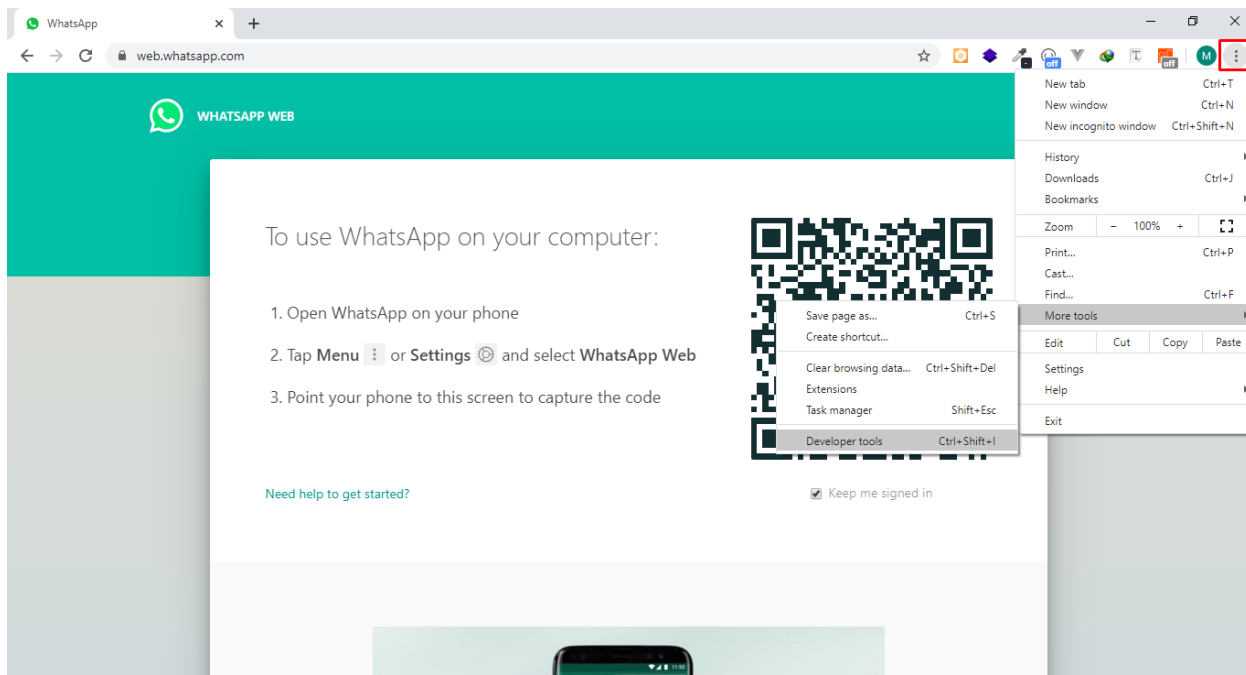 WhatsApp
web.whatsapp.com
off
T
off
M
WHATSAPP WEB
To use WhatsApp on your computer:
1. Open WhatsApp on your phone
2. Tap Menu or Settings and select WhatsApp Web
3. Point your phone to this screen to capture the code
Need help to get started?
Keep me signed in
New tab Ctrl+T
New window Ctrl+N
New incognito window Ctrl+Shift+N
History
Downloads Ctrl+J
Bookmarks
Zoom - 100% +
Print... Ctrl+P
Cast...
Find... Ctrl+F
More tools
Edit Cut Copy Paste
Settings
Help
Exit
Save page as... Ctrl+S
Create shortcut...
Clear browsing data... Ctrl+Shift+Del
Extensions
Task manager Shift+Esc
Developer tools Ctrl+Shift+I
11:00